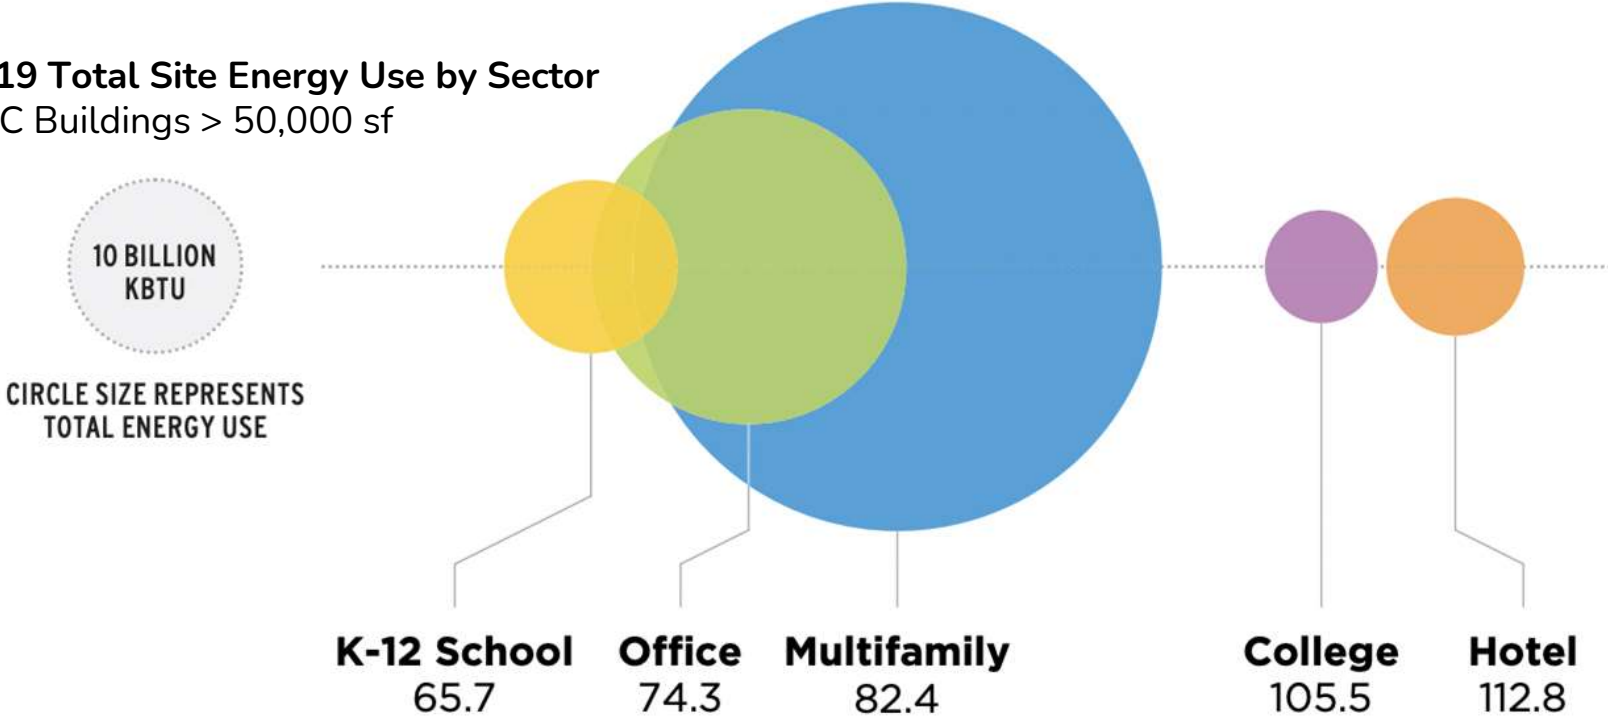 19 Total Site Energy Use by Sector
C Buildings > 50,000 sf
10 BILLION
KBTU
CIRCLE SIZE REPRESENTS
TOTAL ENERGY USE
K-12 School
65.7
Office
74.3
Multifamily
82.4
College
105.5
Hotel
112.8